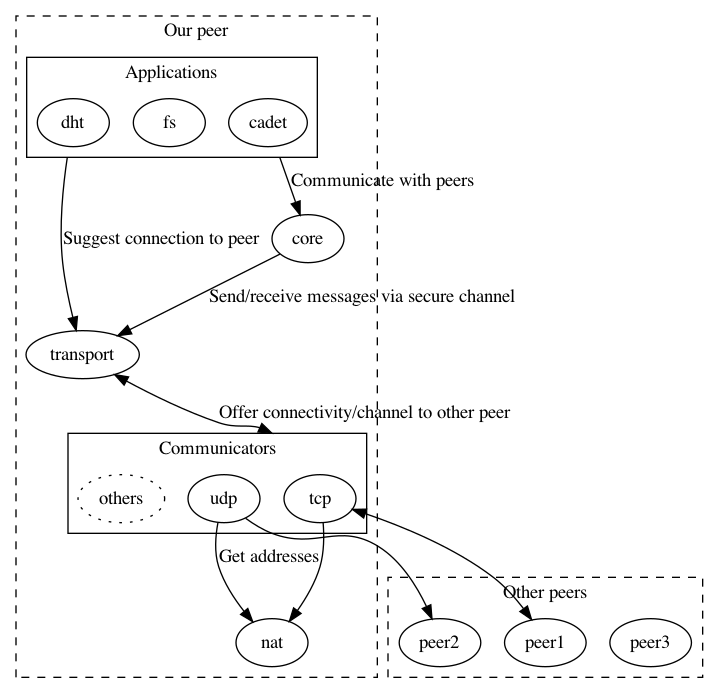 Our peer
Applications
dht
fs
cadet
Communicate with peers
Suggest connection to peer
core
Send/receive messages via secure channel
transport
Offer connectivity/channel to other peer
Communicators
others
udp
tcp
Get addresses
Other peers
nat
peer2
peer1
peer3